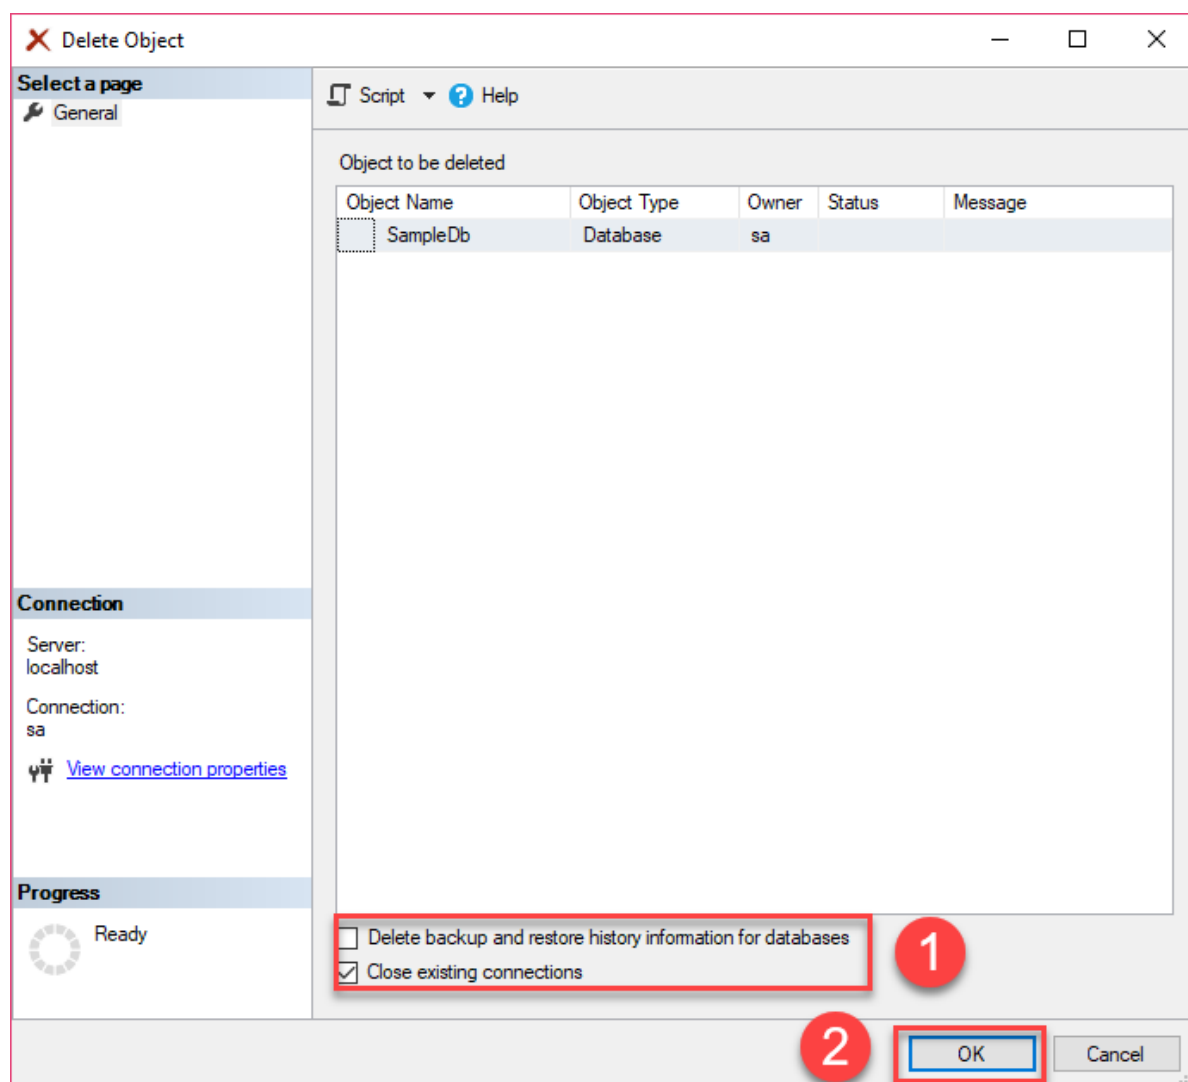 Delete Object
Select a page
General
Script Help
Object to be deleted
Object Name Object Type Owner Status Message
SampleDb Database sa
Connection
Server:
localhost
Connection:
sa
View connection properties
Progress
Ready
Delete backup and restore history information for databases
Close existing connections
1
2
OK Cancel